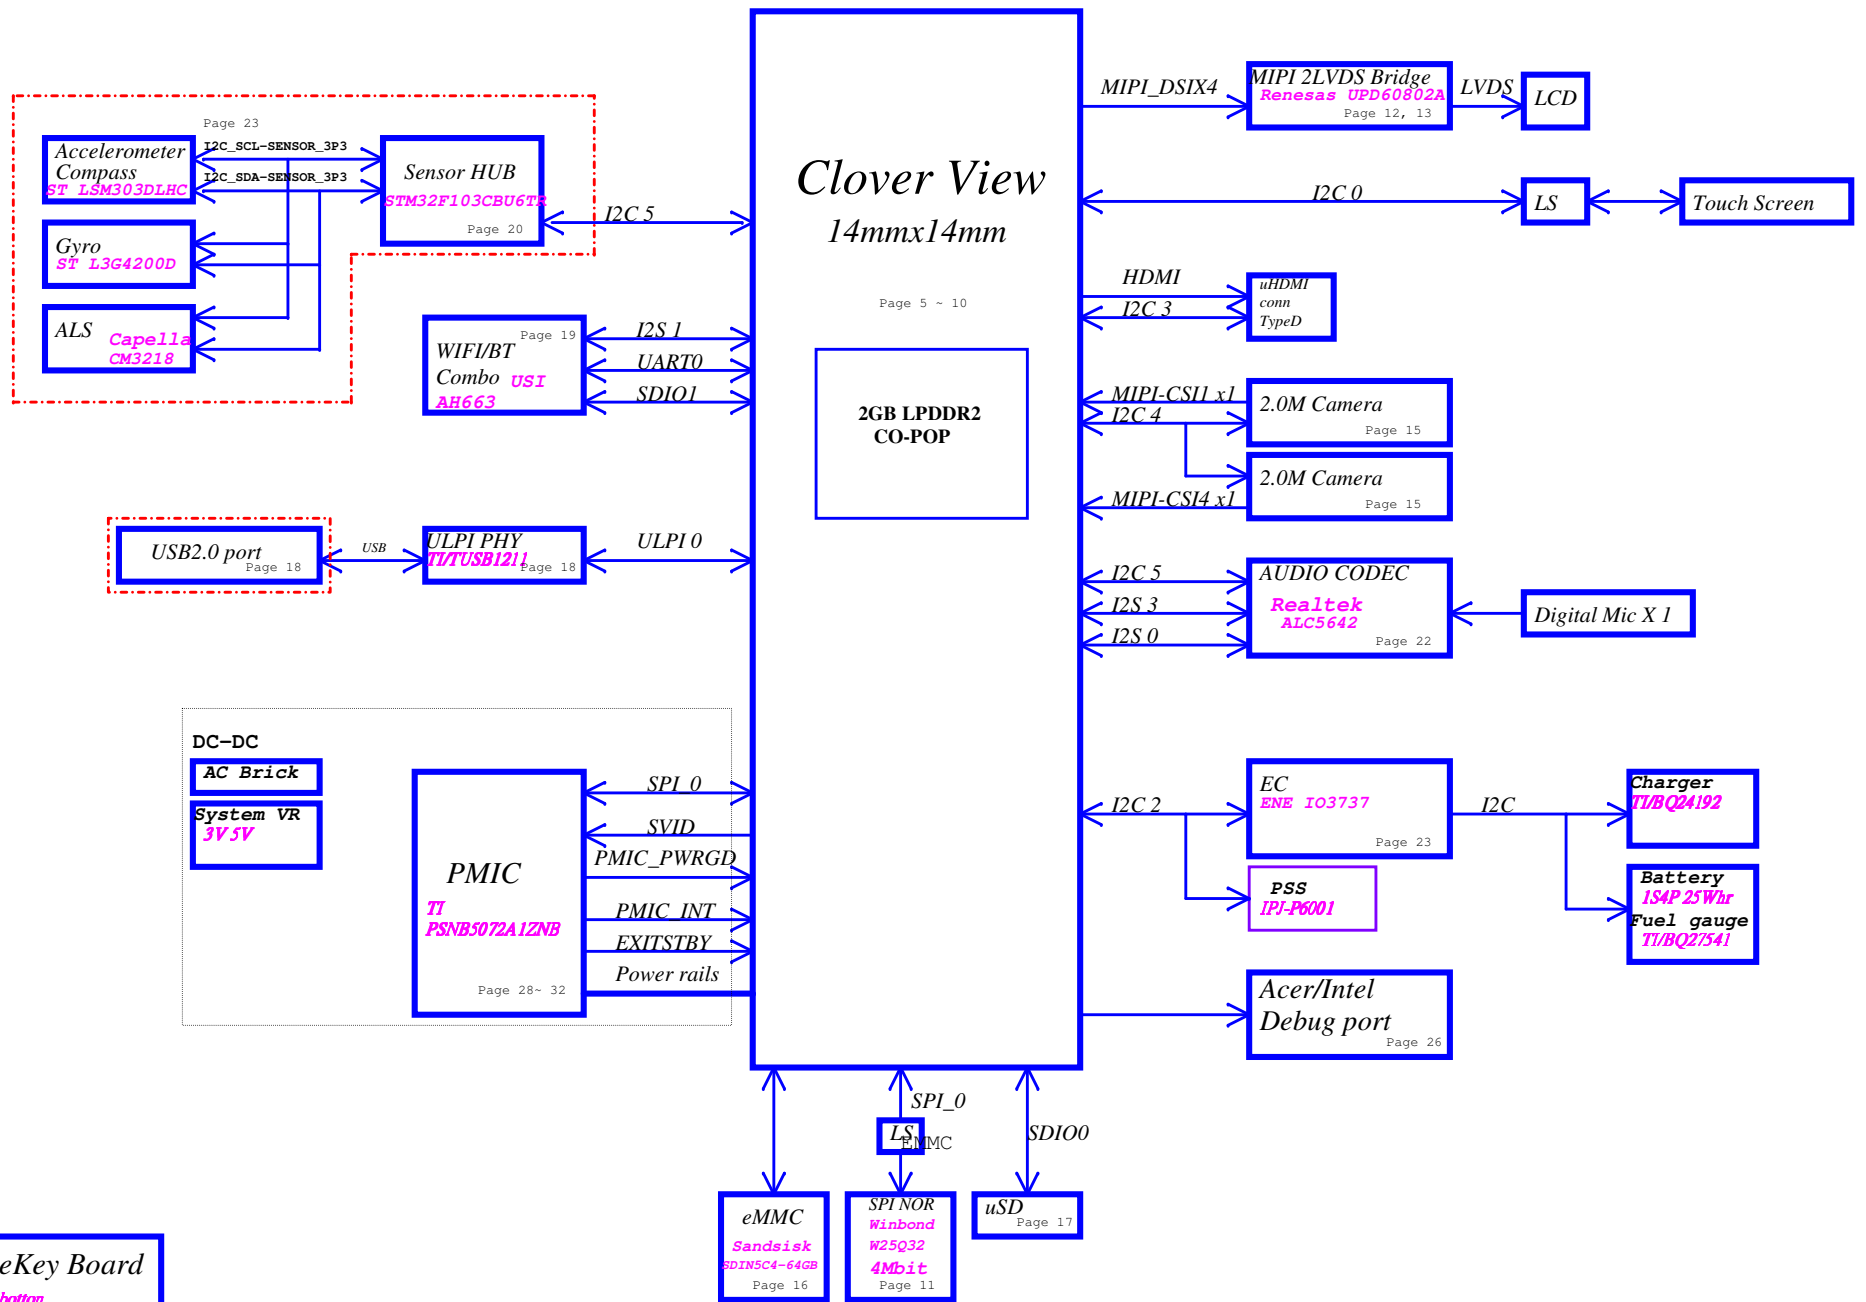 Clover View
14mmx14mm
Page 5 ~ 10
2GB LPDDR2
CO-POP
Page 23
Accelerometer
Compass
ST LSM303DLHC
I2C_SCL-SENSOR_3P3
I2C_SDA-SENSOR_3P3
Sensor HUB
STM32F103CBU6TR
Page 20
I2C 5
Gyro
ST L3G4200D
ALS
Capella
CM3218
Page 19
WIFI/BT
Combo USI
AH663
I2S 1
UART0
SDIO1
USB2.0 port
Page 18
USB
ULPI PHY
TI/TUSB1211
Page 18
ULPI 0
DC-DC
AC Brick
System VR
3V 5V
PMIC
TI
PSNB5072A1ZNB
Page 28~ 32
SPI_0
SVID
PMIC_PWRGD
PMIC_INT
EXITSTBY
Power rails
MIPI_DSIX4
MIPI 2LVDS Bridge
Renesas UPD60802A
Page 12, 13
LVDS
LCD
I2C 0
LS
Touch Screen
HDMI
I2C 3
uHDMI
conn
TypeD
MIPI-CSI1 x1
I2C 4
2.0M Camera
Page 15
2.0M Camera
Page 15
MIPI-CSI4 x1
I2C 5
I2S 3
I2S 0
AUDIO CODEC
Realtek
ALC5642
Page 22
Digital Mic X 1
I2C 2
EC
ENE IO3737
Page 23
I2C
Charger
TI/BQ24192
PSS
IPJ-P6001
Battery
1S4P 25Whr
Fuel gauge
TI/BQ27541
Acer/Intel
Debug port
Page 26
SPI_0
LS
EMMC
SDIO0
eMMC
Sandsisk
SDIN5C4-64GB
Page 16
SPI NOR
Winbond
W25Q32
4Mbit
Page 11
uSD
Page 17
eKey Board
botton